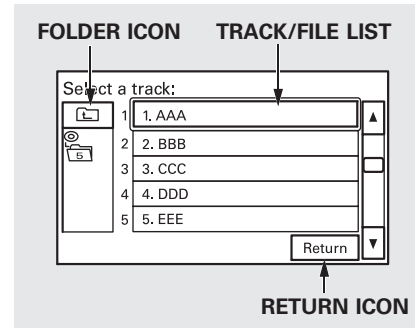 FOLDER ICON TRACK/FILE LIST
Select a track:
1 1. AAA
5 2 2. BBB
3 3. CCC
4 4. DDD
5 5. EEE
Return
RETURN ICON